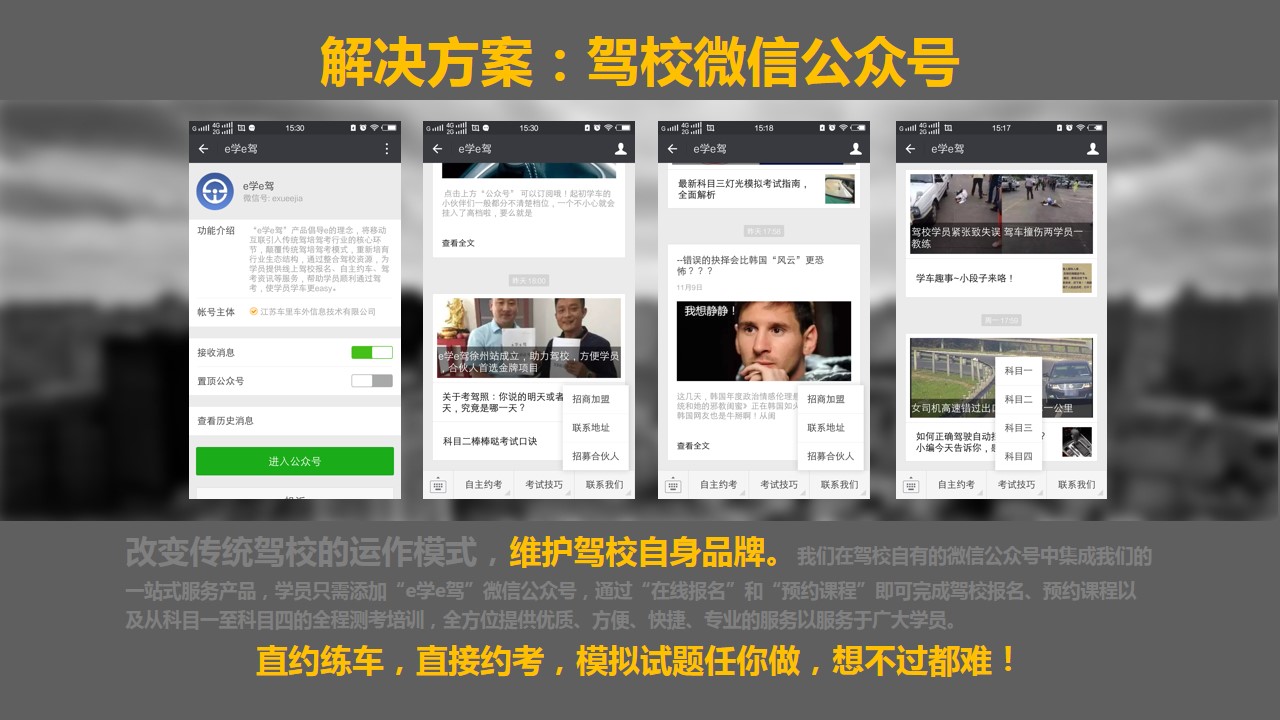 解决方案：驾校微信公众号
15:30
e学e驾
e学e驾
微信号: exueejia
功能介绍
“e学e驾”产品倡导e的理念，将移动
互联引入传统驾培驾考行业的核心环
节，颠覆传统驾培驾考模式，重新培育
行业生态结构，通过整合驾校资源，为
学员提供线上驾校报名、自主约考、驾
考资讯等服务，帮助学员顺利通过驾
考，使学员学车更easy。
帐号主体
江苏车里车外信息技术有限公司
接收消息
置顶公众号
查看历史消息
进入公众号
15:30
e学e驾
点击上方“公众号” 可以订阅哦！起初学车的
小伙伴们一般都分不清楚档位，一个不小心就会
挂入了高档啦，要么就是
查看全文
昨天 18:00
e学e驾徐州站成立，助力驾校，方便学员
，合伙人首选金牌项目
关于考驾照：你说的明天或者
天，究竟是哪一天？
科目二棒棒哒考试口诀
招商加盟
联系地址
招募合伙人
自主约考
考试技巧
联系我们
15:18
e学e驾
最新科目三灯光模拟考试指南，
全面解析
昨天 17:58
--错误的抉择会比韩国“风云”更恐
怖？？？
11月9日
我想静静！
这几天，韩国年度政治情感伦理
统和她的邪教闺蜜》正在韩国如火
韩国网友也是牛掰啊！从闺
查看全文
招商加盟
联系地址
招募合伙人
自主约考
考试技巧
联系我们
15:17
e学e驾
驾校学员紧张致失误 驾车撞伤两学员一
教练
学车趣事~小段子来咯！
周一 17:59
女司机高速错过出口
一公里
如何正确驾驶自动挡
？
小编今天告诉你，
科目一
科目二
科目三
科目四
自主约考
考试技巧
联系我们
改变传统驾校的运作模式，维护驾校自身品牌。我们在驾校自有的微信公众号中集成我们的
一站式服务产品，学员只需添加“e学e驾”微信公众号，通过“在线报名”和“预约课程”即可完成驾校报名、预约课程以
及从科目一至科目四的全程测考培训，全方位提供优质、方便、快捷、专业的服务以服务于广大学员。
直约练车，直接约考，模拟试题任你做，想不过都难！